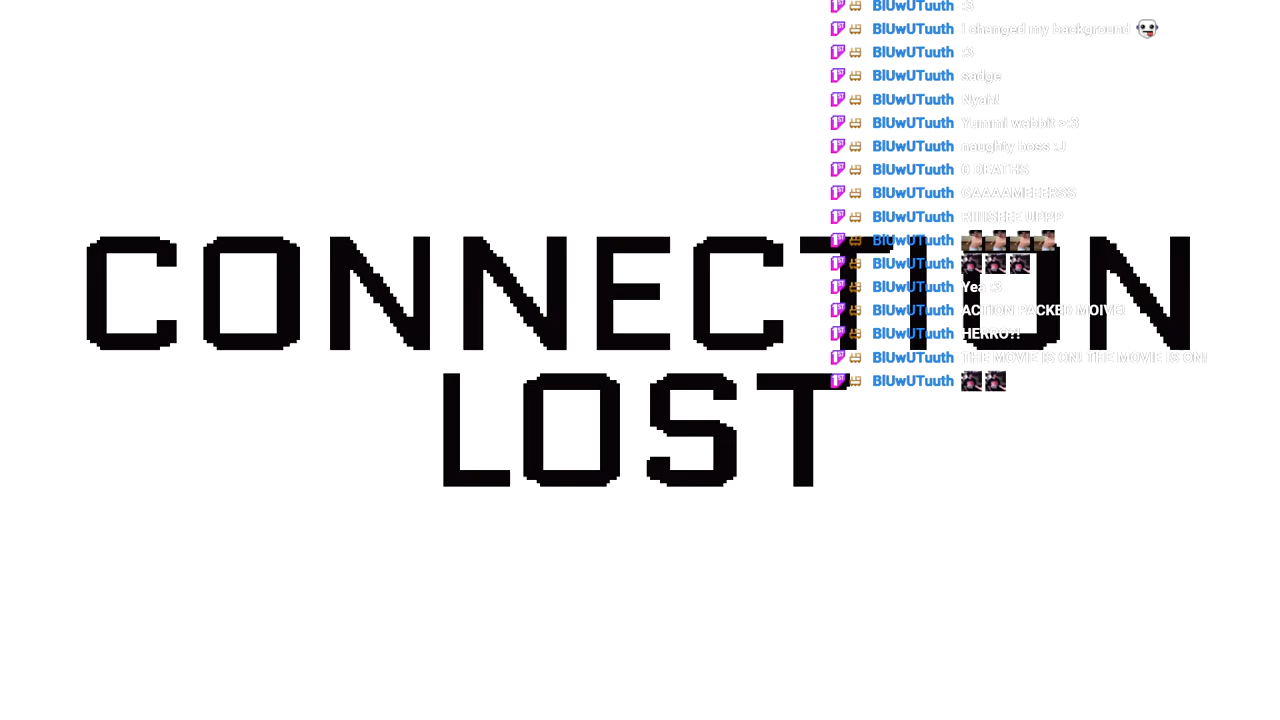 BlUwUTuuth :3
BlUwUTuuth I changed my background
BlUwUTuuth :3
BlUwUTuuth sadge
BlUwUTuuth Nyah!
BlUwUTuuth Yummi wabbit >:3
BlUwUTuuth naughty boss :J
BlUwUTuuth 0 DEATHS
BlUwUTuuth GAAAAMEEERSS
BlUwUTuuth RIIIISEEE UPPP
BlUwUTuuth
BlUwUTuuth
BlUwUTuuth Yea :3
BlUwUTuuth ACTION PACKED MOIVE!
BlUwUTuuth HERRO?!
BlUwUTuuth THE MOVIE IS ON! THE MOVIE IS ON!
BlUwUTuuth
CONNECTION
LOST